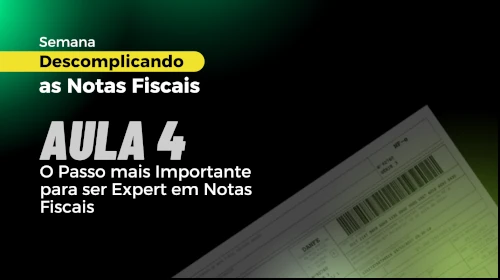 Semana
Descomplicando
as Notas Fiscais
AULA 4
O Passo mais Importante
para ser Expert em Notas
Fiscais